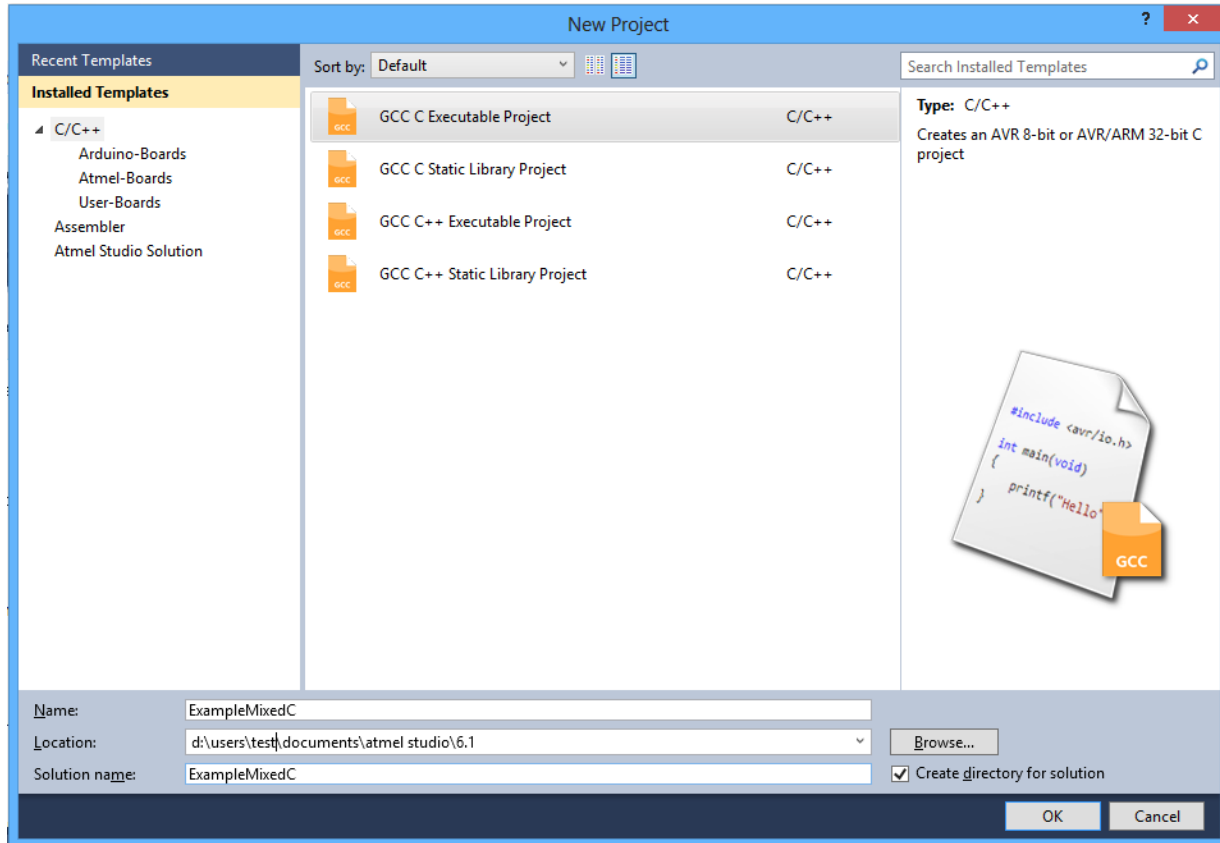 New Project
?
Recent Templates
Installed Templates
C/C++
Arduino-Boards
Atmel-Boards
User-Boards
Assembler
Atmel Studio Solution
Sort by: Default
GCC C Executable Project C/C++
GCC C Static Library Project C/C++
GCC C++ Executable Project C/C++
GCC C++ Static Library Project C/C++
GCC
GCC
GCC
GCC
Search Installed Templates
Type: C/C++
Creates an AVR 8-bit or AVR/ARM 32-bit C
project
#include <avr/io.h>
int main(void)
{
printf("Hello"
}
GCC
Name: ExampleMixedC
Location: d:\users\test\documents\atmel studio\6.1
Browse...
Solution name: ExampleMixedC
Create directory for solution
OK
Cancel